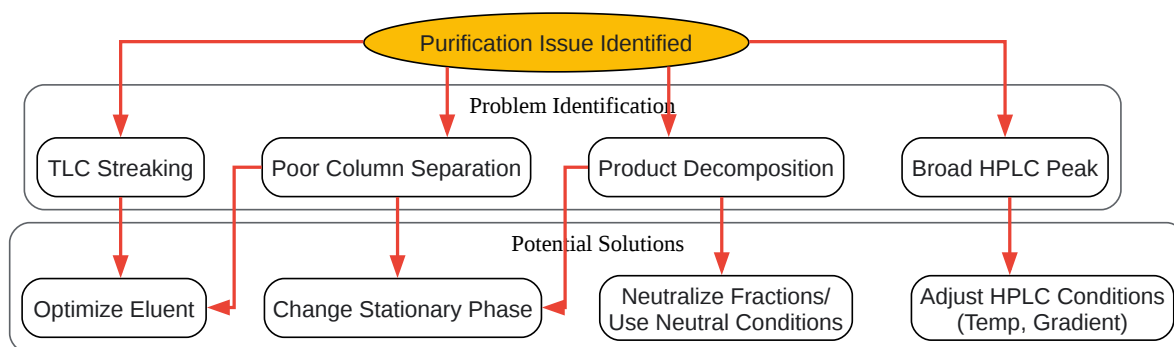 Purification Issue Identified
Problem Identification
TLC Streaking
Poor Column Separation
Product Decomposition
Broad HPLC Peak
Potential Solutions
Optimize Eluent
Change Stationary Phase
Neutralize Fractions/
Use Neutral Conditions
Adjust HPLC Conditions
(Temp, Gradient)